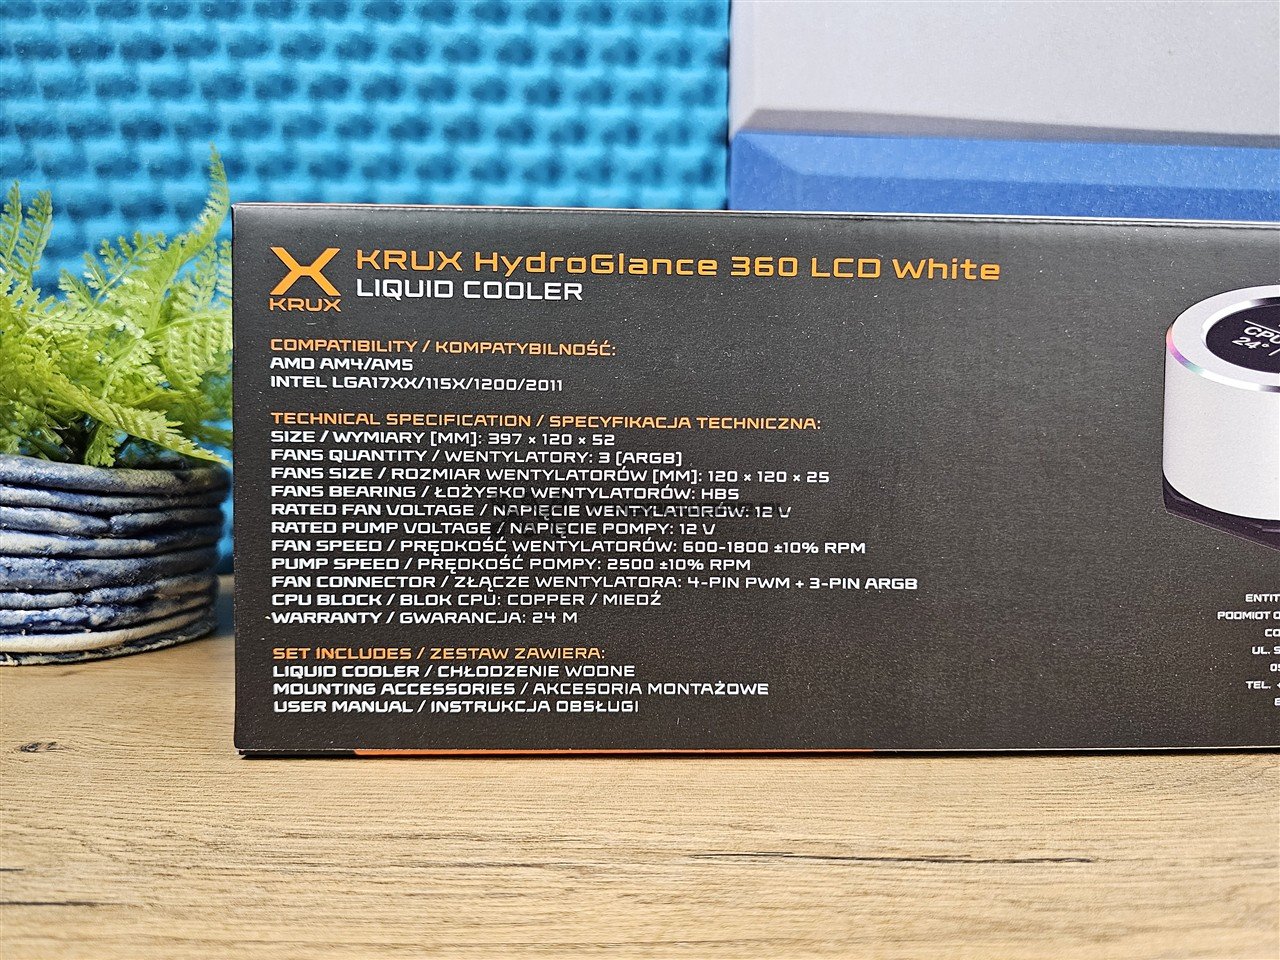 KRUX HydroGlance 360 LCD White
KRUX
LIQUID COOLER
COMPATIBILITY / KOMPATYBILNOŚĆ:
AMD AM4/AM5
INTEL LGA17XX/115X/1200/2011
TECHNICAL SPECIFICATION / SPECYFIKACJA TECHNICZNA:
SIZE / WYMIARY [MM]: 397 × 120 × 52
FANS QUANTITY / WENTYLATORY: 3 [ARGB]
FANS SIZE / ROZMIAR WENTYLATORÓW [MM]: 120 × 120 × 25
FANS BEARING / ŁOŻYSKO WENTYLATORÓW: HBS
RATED FAN VOLTAGE / NAPIĘCIE WENTYLATORÓW: 12 V
RATED PUMP VOLTAGE / NAPIĘCIE POMPY: 12 V
FAN SPEED / PRĘDKOŚĆ WENTYLATORÓW: 600-1800 ±10% RPM
PUMP SPEED / PRĘDKOŚĆ POMPY: 2500 ±10% RPM
FAN CONNECTOR / ZŁĄCZE WENTYLATORA: 4-PIN PWM + 3-PIN ARGB
CPU BLOCK / BLOK CPU: COPPER / MIEDŹ
WARRANTY / GWARANCJA: 24 M
SET INCLUDES / ZESTAW ZAWIERA:
LIQUID COOLER / CHŁODZENIE WODNE
MOUNTING ACCESSORIES / AKCESORIA MONTAŻOWE
USER MANUAL / INSTRUKCJA OBSŁUGI
CPU
24°
PODMIOT
UL.
TEL.